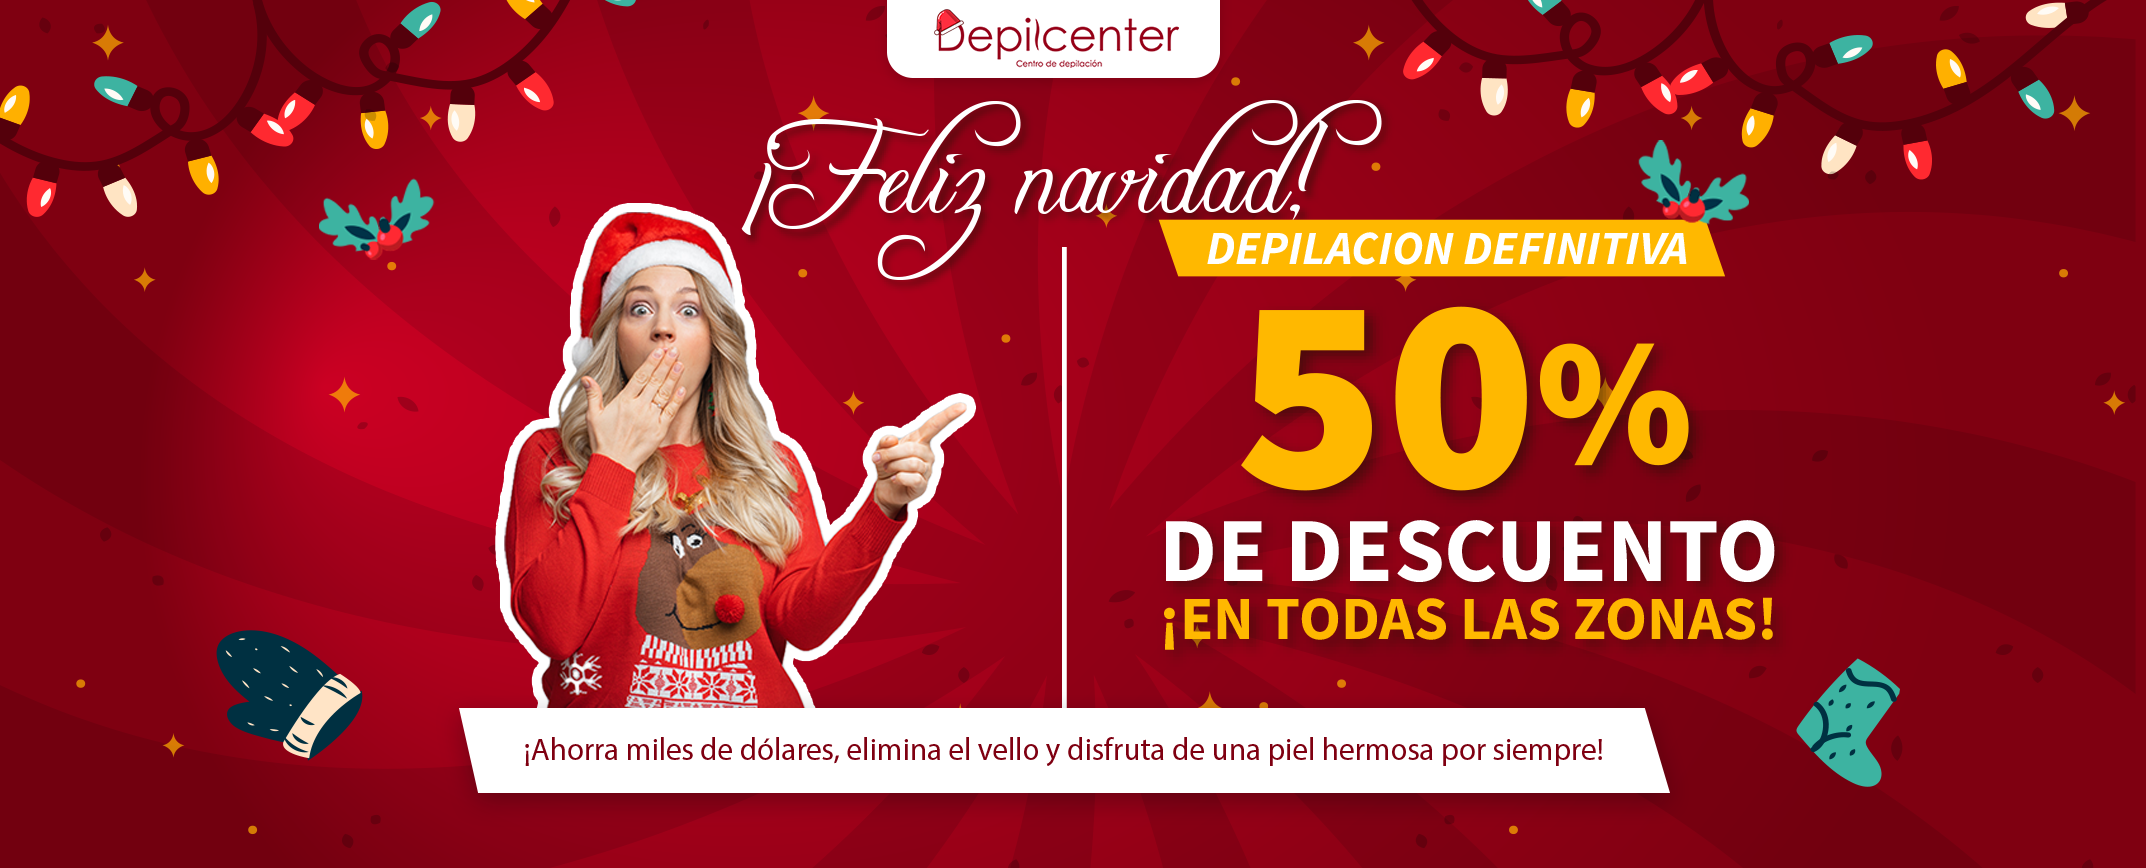 Depilcenter
Centro de depilación
¡Feliz navidad!
DEPILACION DEFINITIVA
50%
DE DESCUENTO
¡EN TODAS LAS ZONAS!
¡Ahorra miles de dólares, elimina el vello y disfruta de una piel hermosa por siempre!